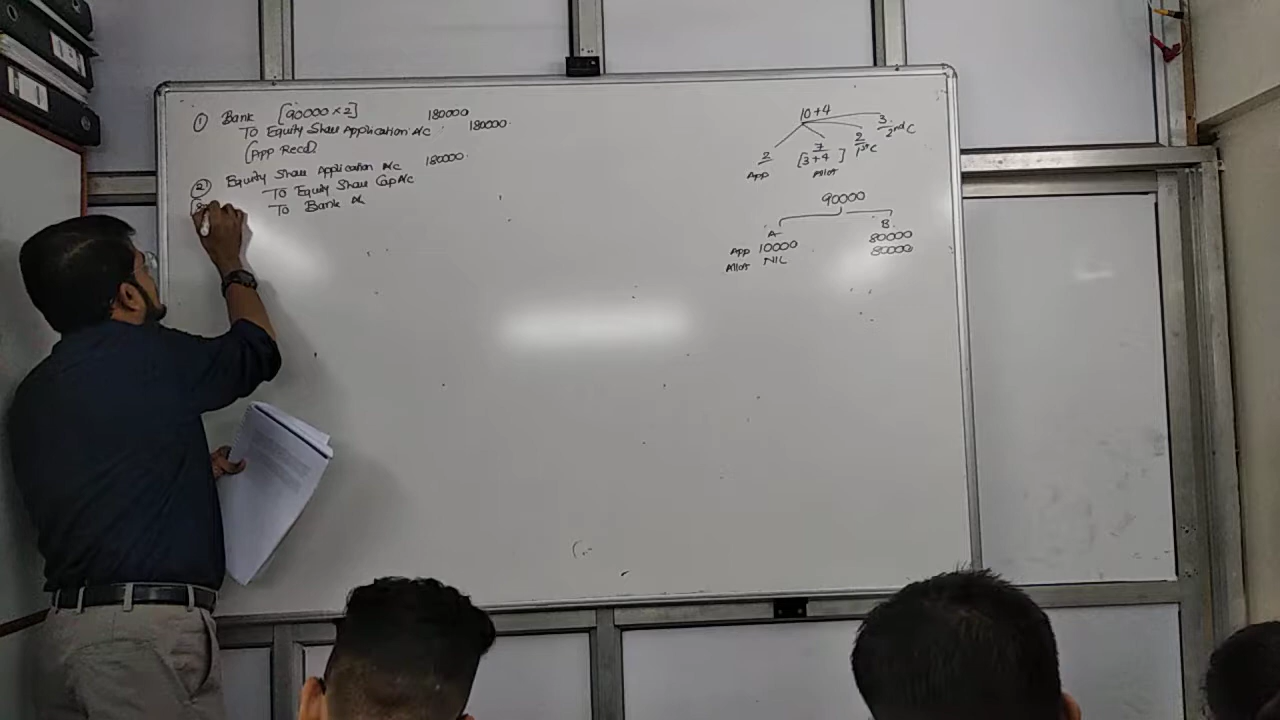 ① Bank [90000 × 2] 180000
To Equity Share Application A/c 180000
(App Recd)
② Equity Share Application A/c 180000
To Equity Share Cap A/c
To Bank A/c
10+4
2 App
7 [3+4] Allot
2 1st C
3 2nd C
90000
A B
App 10000 80000
Allot NIL 80000